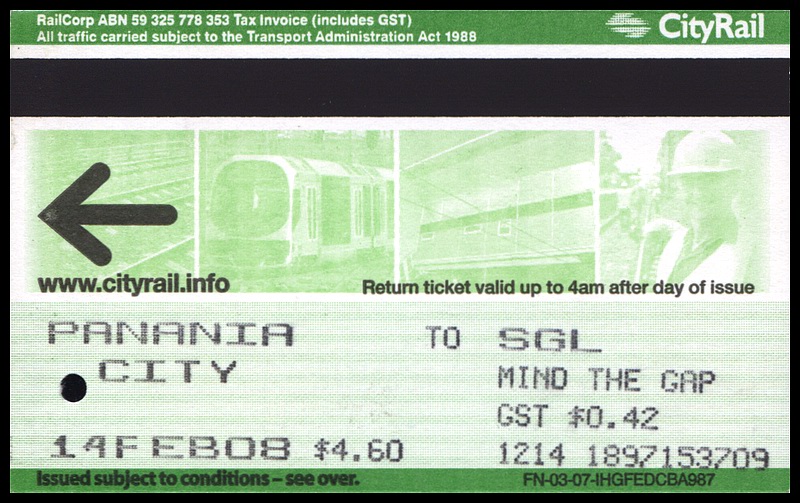 RailCorp ABN 59 325 778 353 Tax Invoice (includes GST)
All traffic carried subject to the Transport Administration Act 1988
CityRail
www.cityrail.info
Return ticket valid up to 4am after day of issue
PANANIA TO SGL
CITY MIND THE GAP
GST $0.42
14FEB08 $4.60 1214 1897153709
Issued subject to conditions – see over.
FN-03-07-IHGFEDCBA987